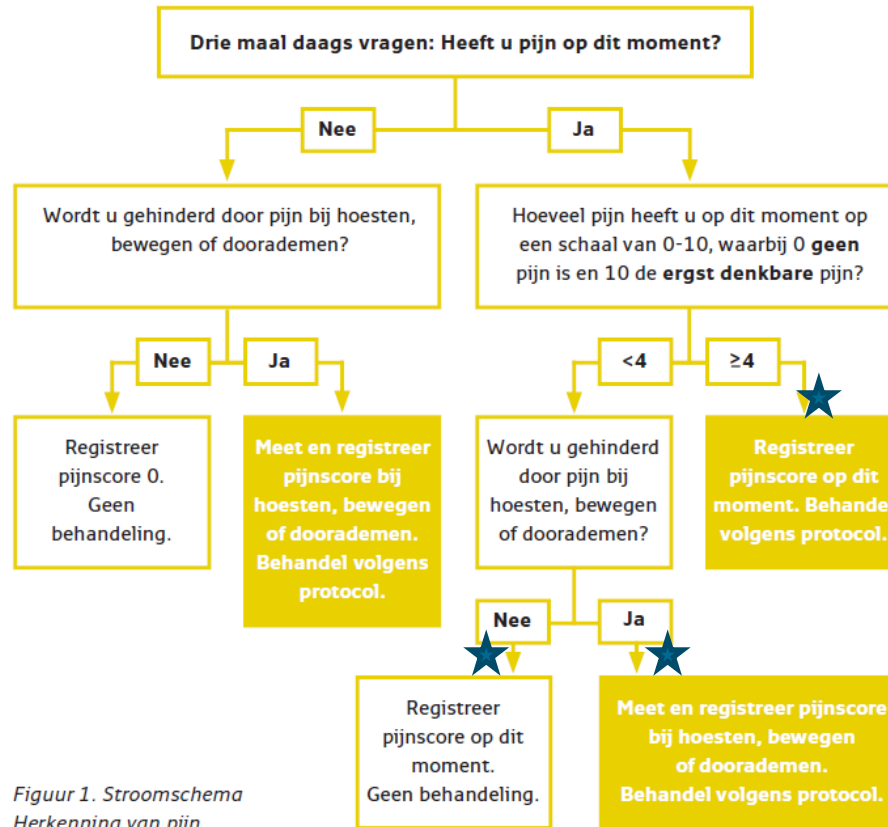 Drie maal daags vragen: Heeft u pijn op dit moment?
Nee
Ja
Wordt u gehinderd door pijn bij hoesten,
bewegen of doorademen?
Hoeveel pijn heeft u op dit moment op
een schaal van 0-10, waarbij 0 geen
pijn is en 10 de ergst denkbare pijn?
Nee
Ja
<4
≥4
Registreer
pijnscore 0.
Geen
behandeling.
Meet en registreer
pijnscore bij
hoesten, bewegen
of doorademen.
Behandel volgens
protocol.
Wordt u gehinderd
door pijn bij
hoesten, bewegen
of doorademen?
Registreer
pijnscore op dit
moment. Behandel
volgens protocol.
Nee
Ja
Registreer
pijnscore op dit
moment.
Geen behandeling.
Meet en registreer pijnscore
bij hoesten, bewegen
of doorademen.
Behandel volgens protocol.
Figuur 1. Stroomschema
Herkenning van pijn